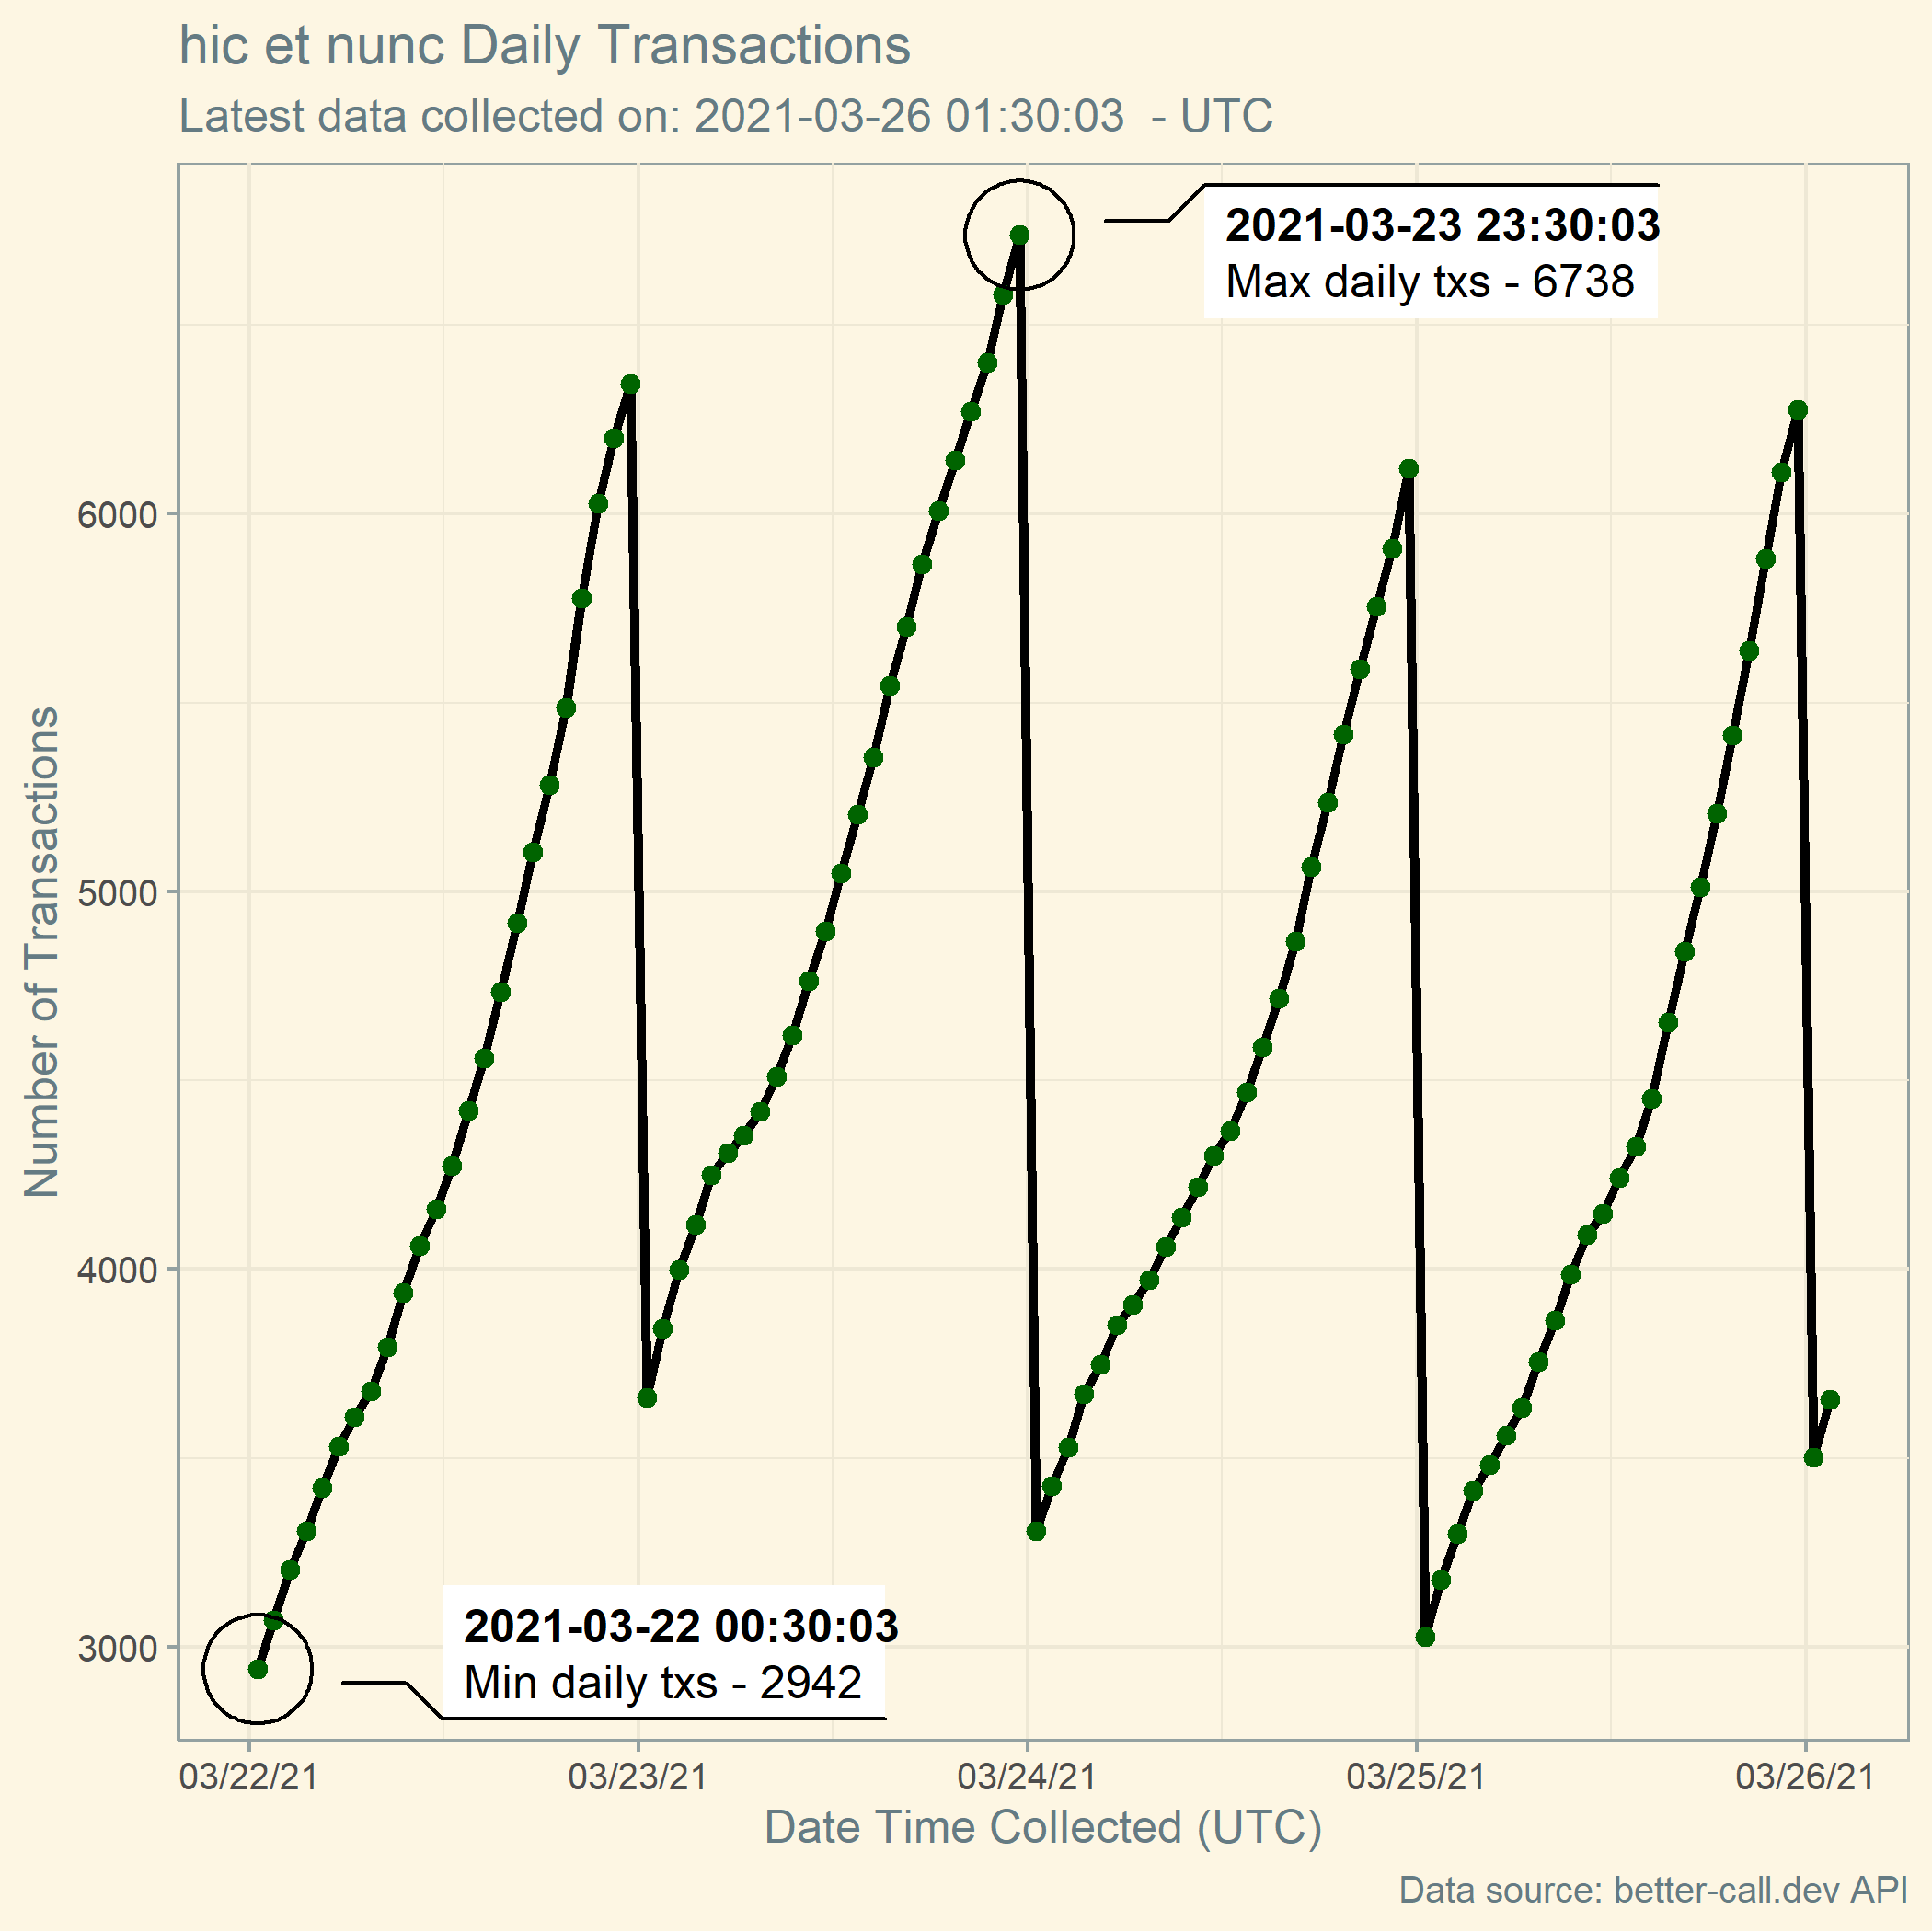 hic et nunc Daily Transactions
Latest data collected on: 2021-03-26 01:30:03  - UTC
2021-03-23 23:30:03
Max daily txs - 6738
6000
5000
4000
3000
Number of Transactions
2021-03-22 00:30:03
Min daily txs - 2942
03/22/21 03/23/21 03/24/21 03/25/21 03/26/21
Date Time Collected (UTC)
Data source: better-call.dev API